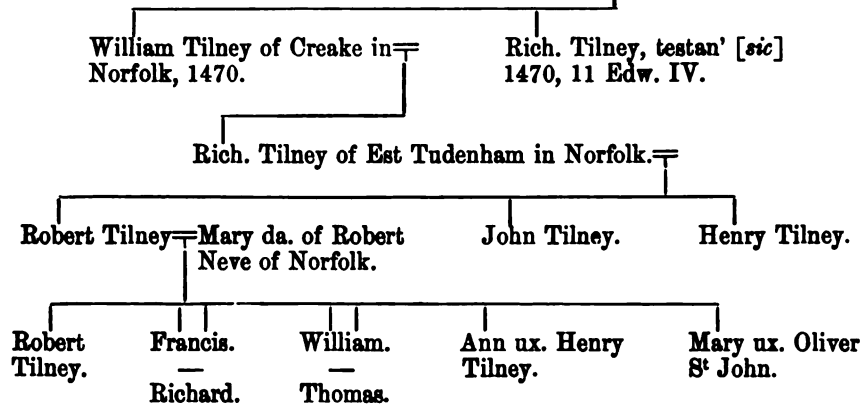 William Tilney of Creake in
Norfolk, 1470.
Rich. Tilney, testan' [sic]
1470, 11 Edw. IV.
Rich. Tilney of Est Tudenham in Norfolk.
Robert Tilney
Mary da. of Robert
Neve of Norfolk.
John Tilney.
Henry Tilney.
Robert
Tilney.
Francis.
—
Richard.
William.
—
Thomas.
Ann ux. Henry
Tilney.
Mary ux. Oliver
Sᵗ John.